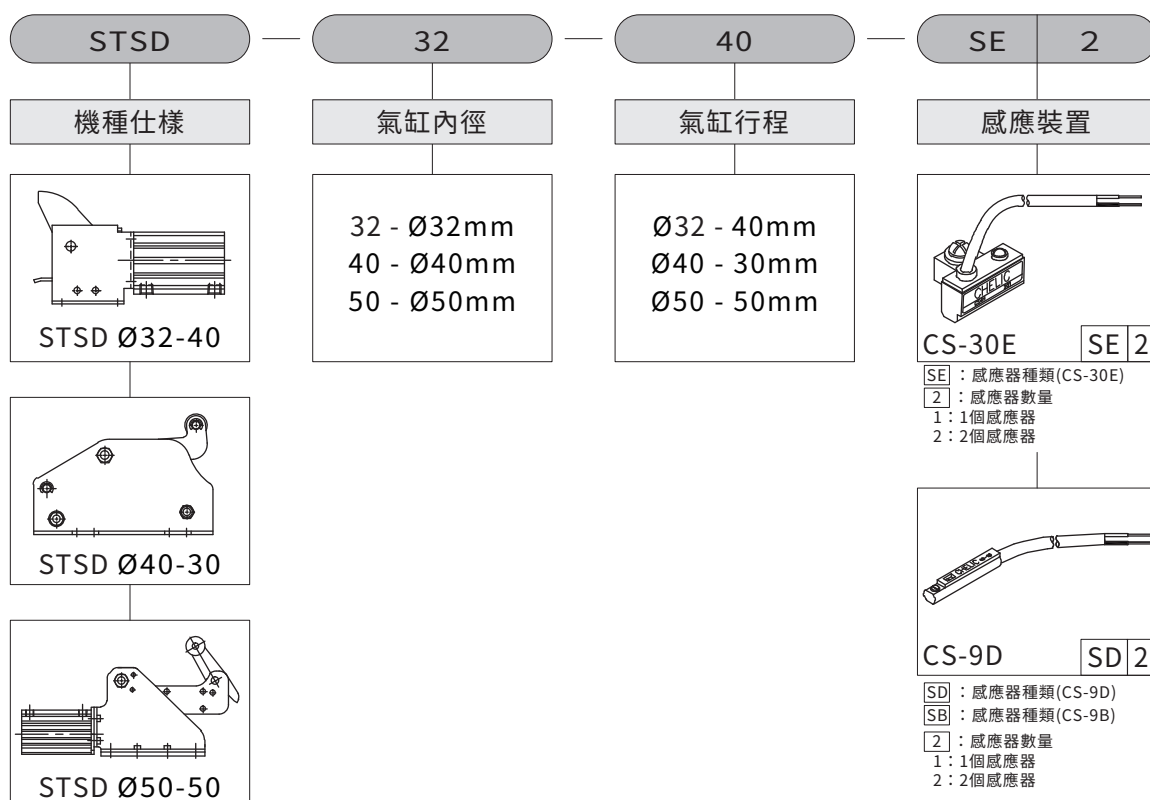 STSD — 32 — 40 — SE 2
機種仕樣
氣缸內徑
氣缸行程
感應裝置
STSD Ø32-40
STSD Ø40-30
STSD Ø50-50
32 - Ø32mm
40 - Ø40mm
50 - Ø50mm
Ø32 - 40mm
Ø40 - 30mm
Ø50 - 50mm
CHELIC
CS-30E SE 2
SE：感應器種類(CS-30E)
2：感應器數量
1：1個感應器
2：2個感應器
CHELIC
CS-9D SD 2
SD：感應器種類(CS-9D)
SB：感應器種類(CS-9B)
2：感應器數量
1：1個感應器
2：2個感應器